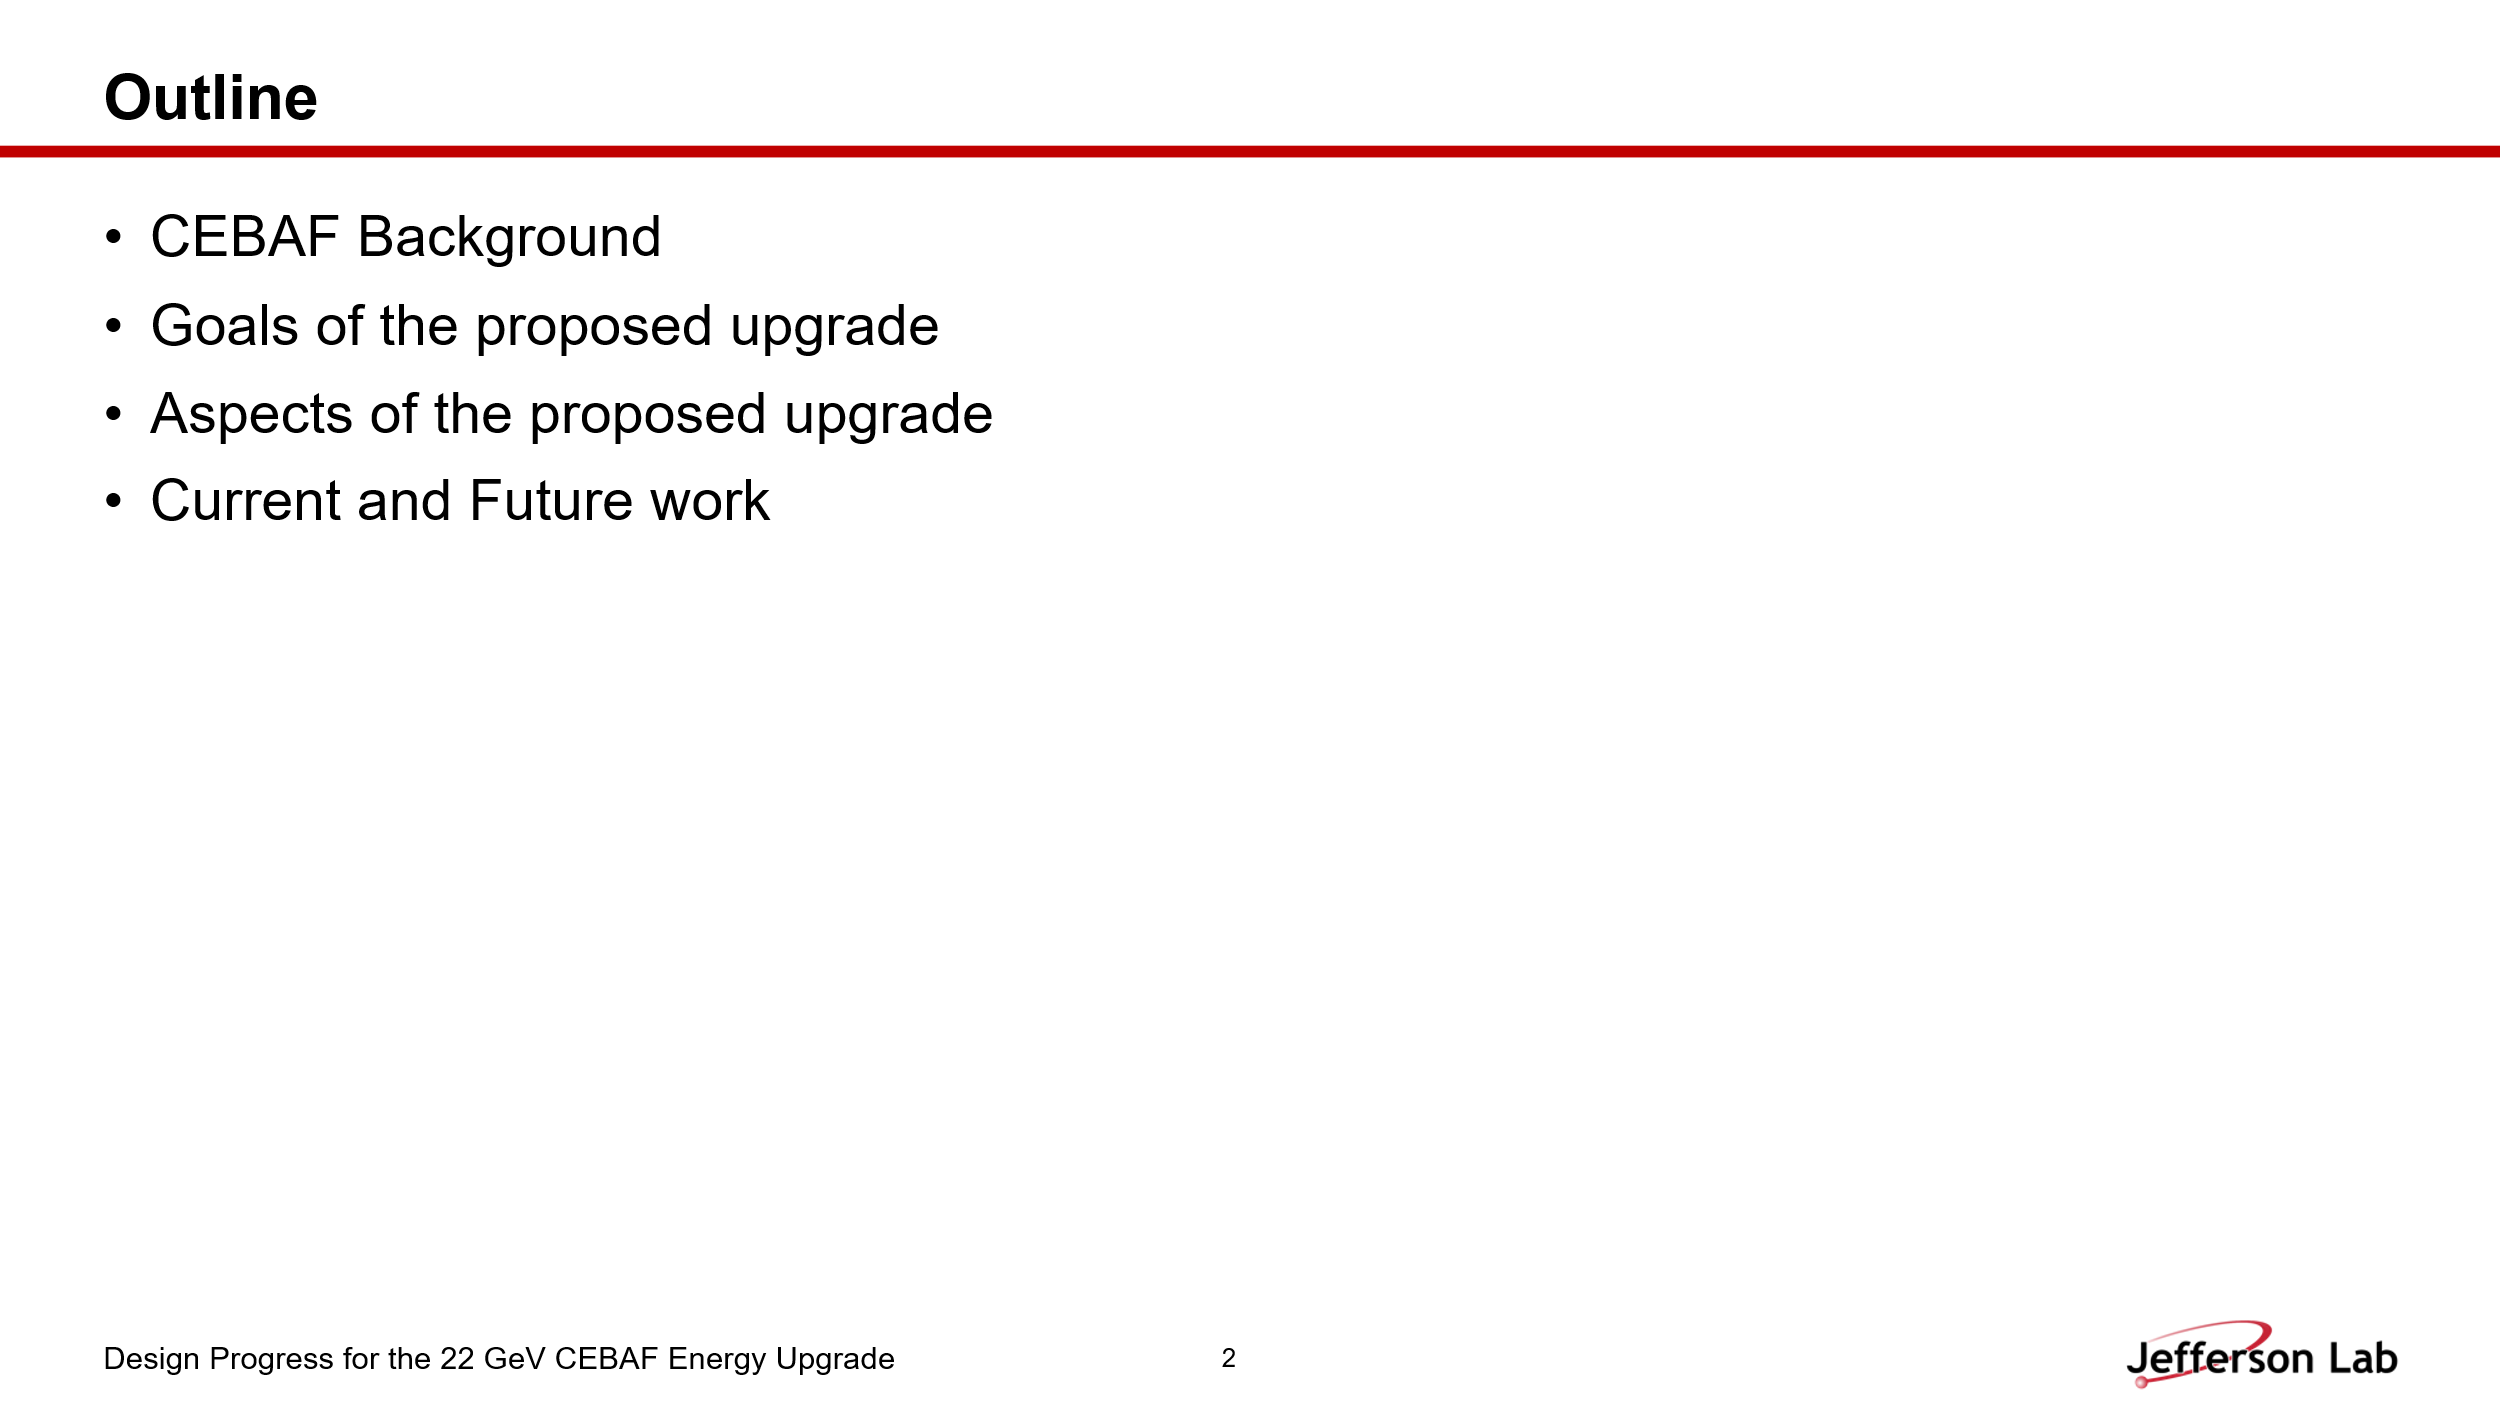 Outline
• CEBAF Background
• Goals of the proposed upgrade
• Aspects of the proposed upgrade
• Current and Future work
Design Progress for the 22 GeV CEBAF Energy Upgrade
2
Jefferson Lab